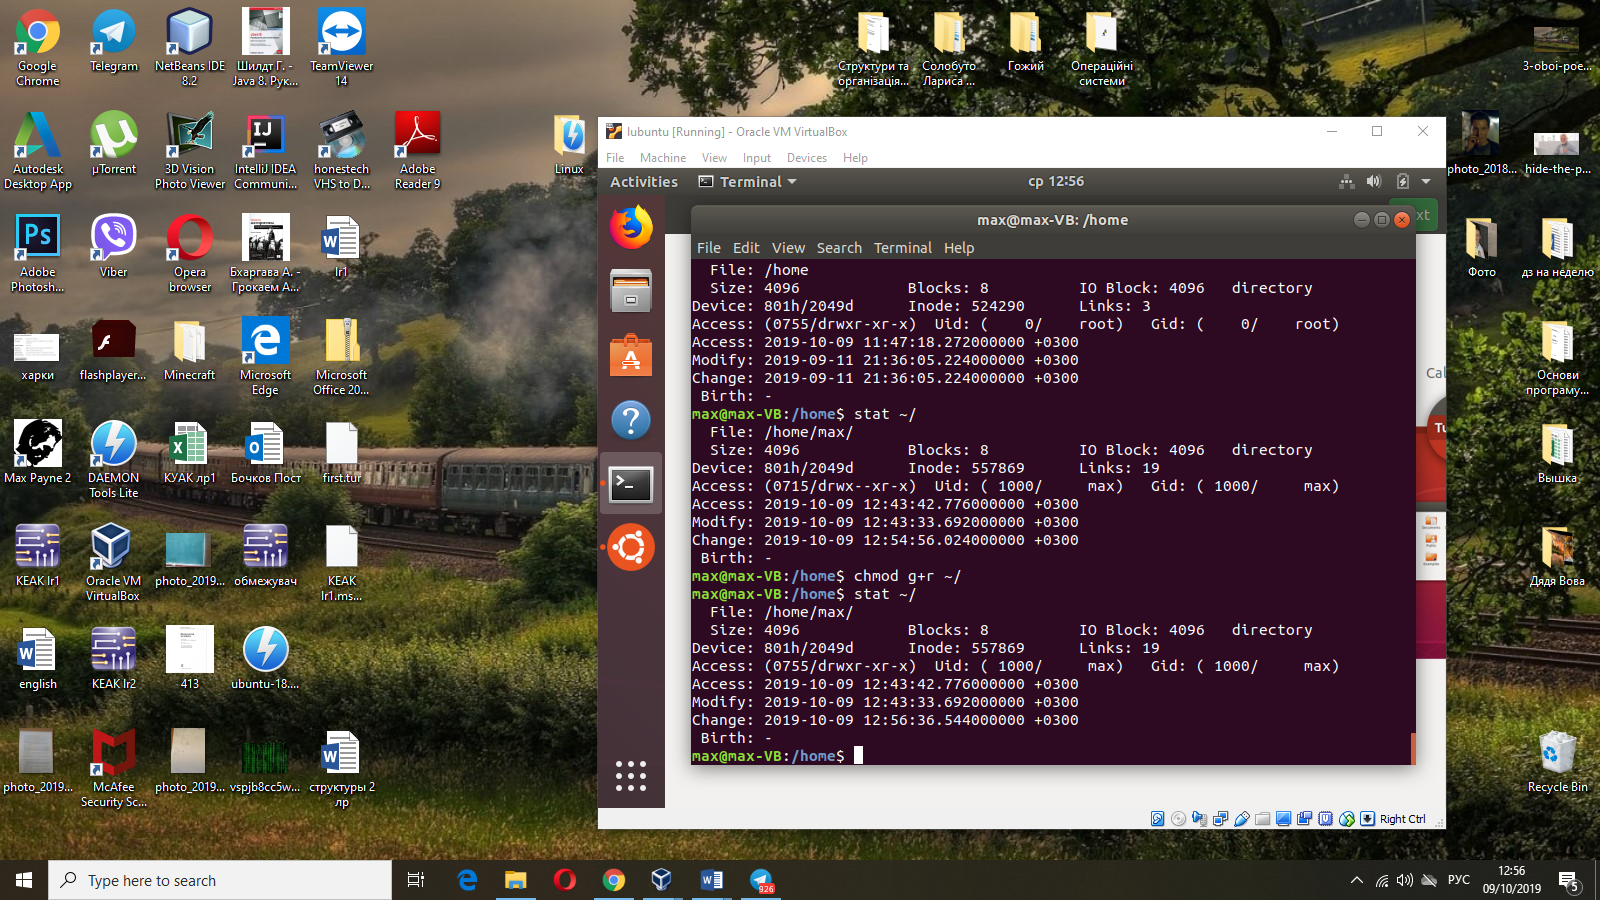 Google Chrome
Telegram
NetBeans IDE 8.2
Шилдт Г. - Java 8. Рук...
TeamViewer 14
Структури та організація...
Солобуто Лариса ...
Гожий
Операційні системи
3-oboi-poe...
Autodesk Desktop App
µTorrent
3D Vision Photo Viewer
IntelliJ IDEA Communi...
honestech VHS to D...
Adobe Reader 9
Linux
photo_2018...
hide-the-p...
Adobe Photosh...
Viber
Opera browser
Бхаргава А. - Грокаем А...
lr1
Фото
дз на неделю
харки
flashplayer...
Minecraft
Microsoft Edge
Microsoft Office 20...
Основи програму...
Max Payne 2
DAEMON Tools Lite
КУАК лр1
Бочков Пост
first.tur
Вышка
KEAK lr1
Oracle VM VirtualBox
photo_2019...
обмежувач
KEAK lr1.ms...
Дядя Вова
english
KEAK lr2
413
ubuntu-18....
photo_2019...
McAfee Security Sc...
photo_2019...
vspjb8cc5w...
структуры 2 лр
Recycle Bin
lubuntu [Running] - Oracle VM VirtualBox
File Machine View Input Devices Help
Activities Terminal ср 12:56
xt
max@max-VB: /home
File Edit View Search Terminal Help
File: /home
Size: 4096 Blocks: 8 IO Block: 4096 directory
Device: 801h/2049d Inode: 524290 Links: 3
Access: (0755/drwxr-xr-x) Uid: ( 0/ root) Gid: ( 0/ root)
Access: 2019-10-09 11:47:18.272000000 +0300
Modify: 2019-09-11 21:36:05.224000000 +0300
Change: 2019-09-11 21:36:05.224000000 +0300
Birth: -
max@max-VB:/home$ stat ~/
File: /home/max/
Size: 4096 Blocks: 8 IO Block: 4096 directory
Device: 801h/2049d Inode: 557869 Links: 19
Access: (0715/drwx--xr-x) Uid: ( 1000/ max) Gid: ( 1000/ max)
Access: 2019-10-09 12:43:42.776000000 +0300
Modify: 2019-10-09 12:43:33.692000000 +0300
Change: 2019-10-09 12:54:56.024000000 +0300
Birth: -
max@max-VB:/home$ chmod g+r ~/
max@max-VB:/home$ stat ~/
File: /home/max/
Size: 4096 Blocks: 8 IO Block: 4096 directory
Device: 801h/2049d Inode: 557869 Links: 19
Access: (0755/drwxr-xr-x) Uid: ( 1000/ max) Gid: ( 1000/ max)
Access: 2019-10-09 12:43:42.776000000 +0300
Modify: 2019-10-09 12:43:33.692000000 +0300
Change: 2019-10-09 12:56:36.544000000 +0300
Birth: -
max@max-VB:/home$
Cal
Tu
Right Ctrl
Type here to search
826
РУС
12:56
09/10/2019
5